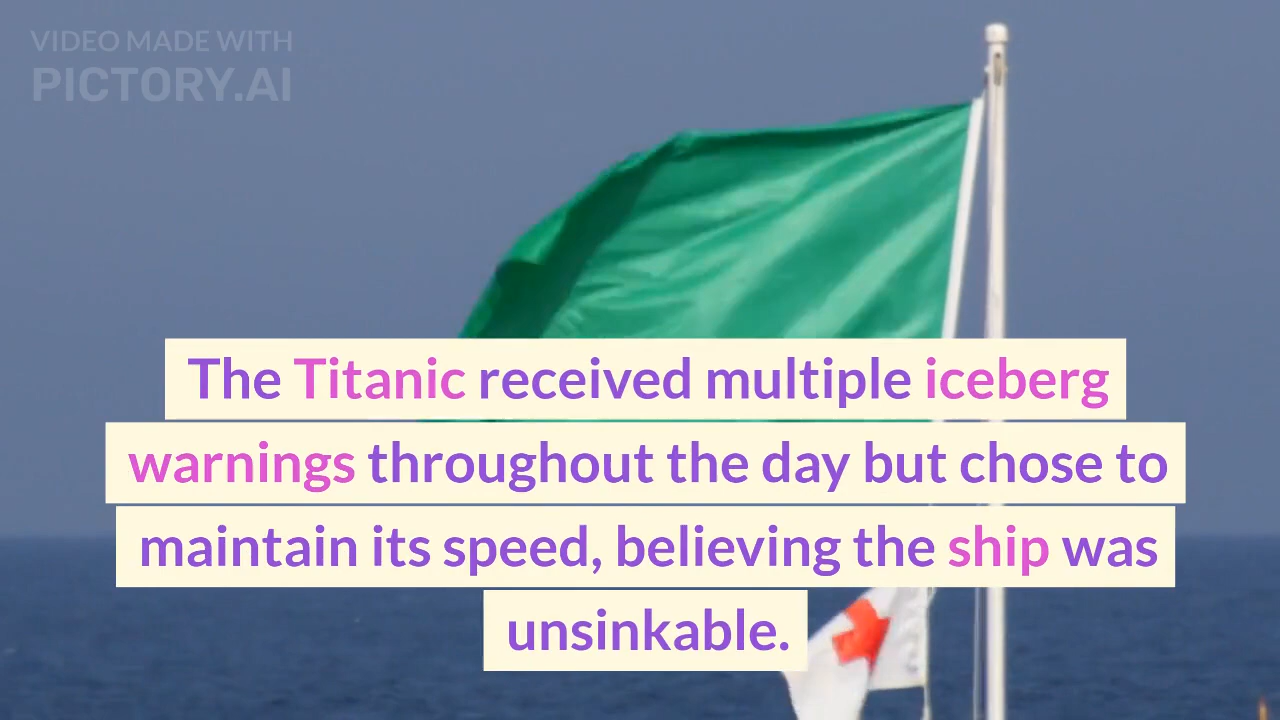 VIDEO MADE WITH
PICTORY.AI
The Titanic received multiple iceberg
warnings throughout the day but chose to
maintain its speed, believing the ship was
unsinkable.